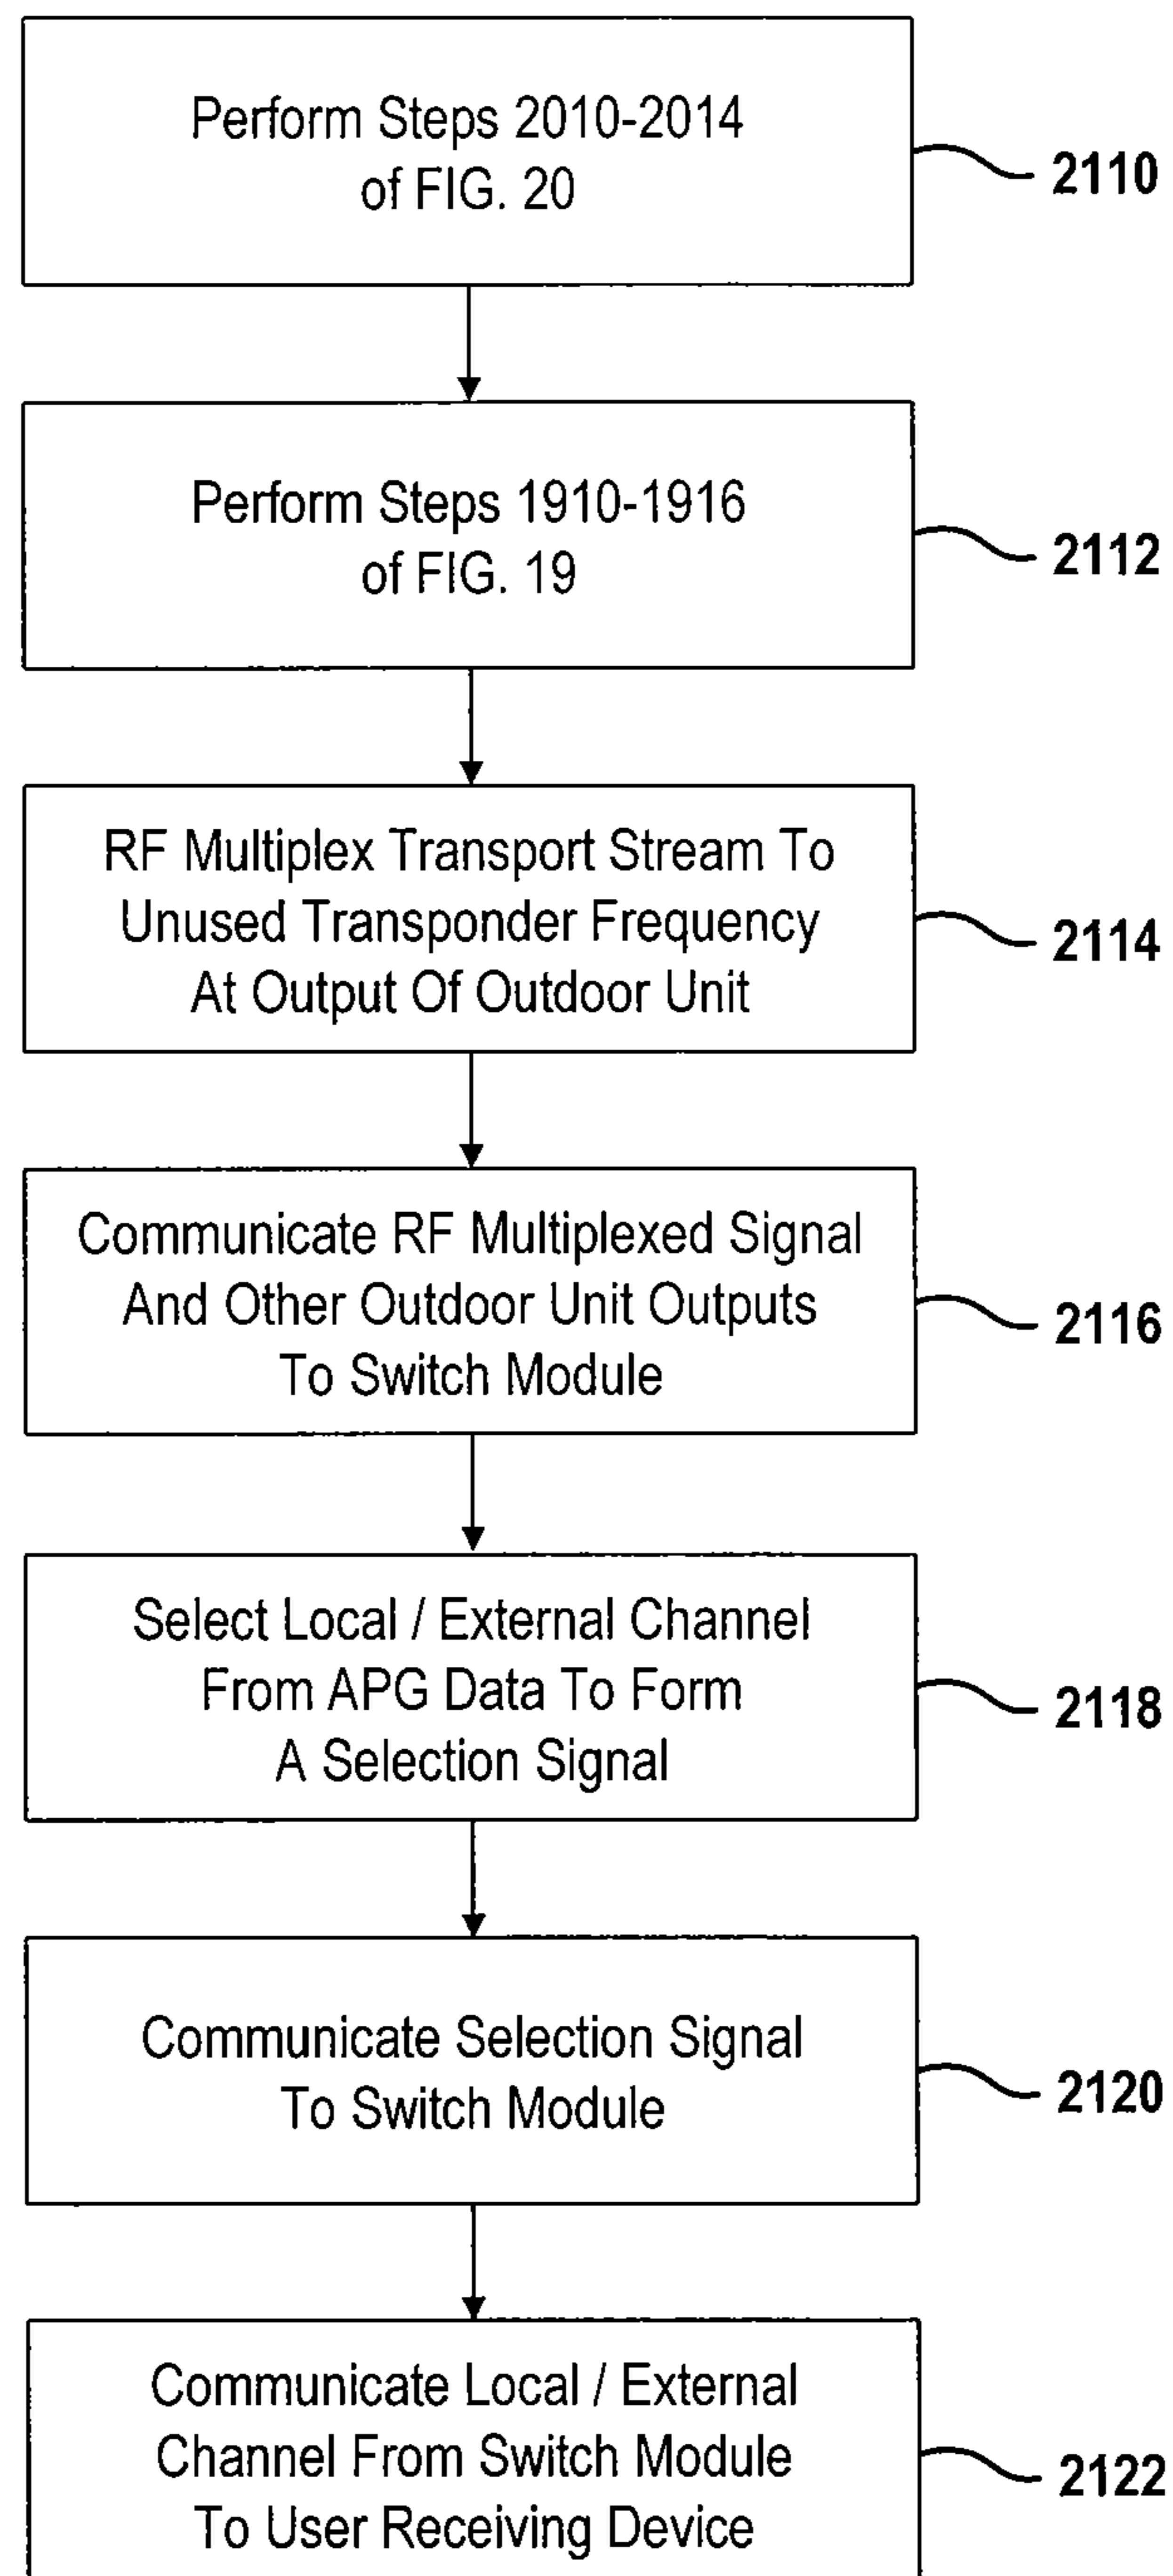 Perform Steps 2010-2014
of FIG. 20
2110
Perform Steps 1910-1916
of FIG. 19
2112
RF Multiplex Transport Stream To
Unused Transponder Frequency
At Output Of Outdoor Unit
2114
Communicate RF Multiplexed Signal
And Other Outdoor Unit Outputs
To Switch Module
2116
Select Local / External Channel
From APG Data To Form
A Selection Signal
2118
Communicate Selection Signal
To Switch Module
2120
Communicate Local / External
Channel From Switch Module
To User Receiving Device
2122